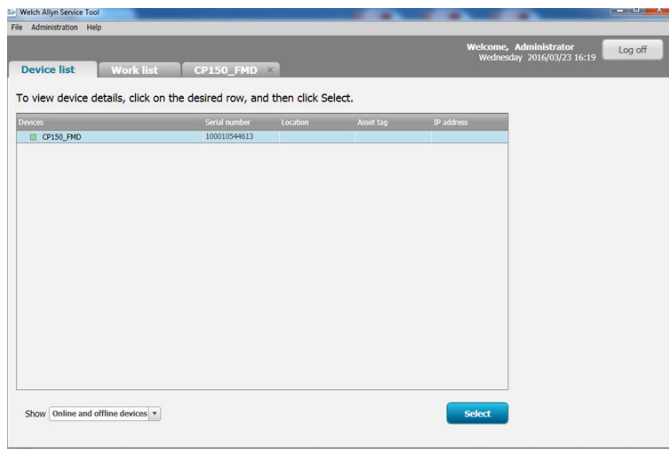 Welch Allyn Service Tool
File Administration Help
Welcome, Administrator
Wednesday 2016/03/23 16:19
Log off
Device list Work list CP150_FMD ×
To view device details, click on the desired row, and then click Select.
Devices Serial number Location Asset tag IP address
CP150_FMD 100010544613
Show Online and offline devices Select